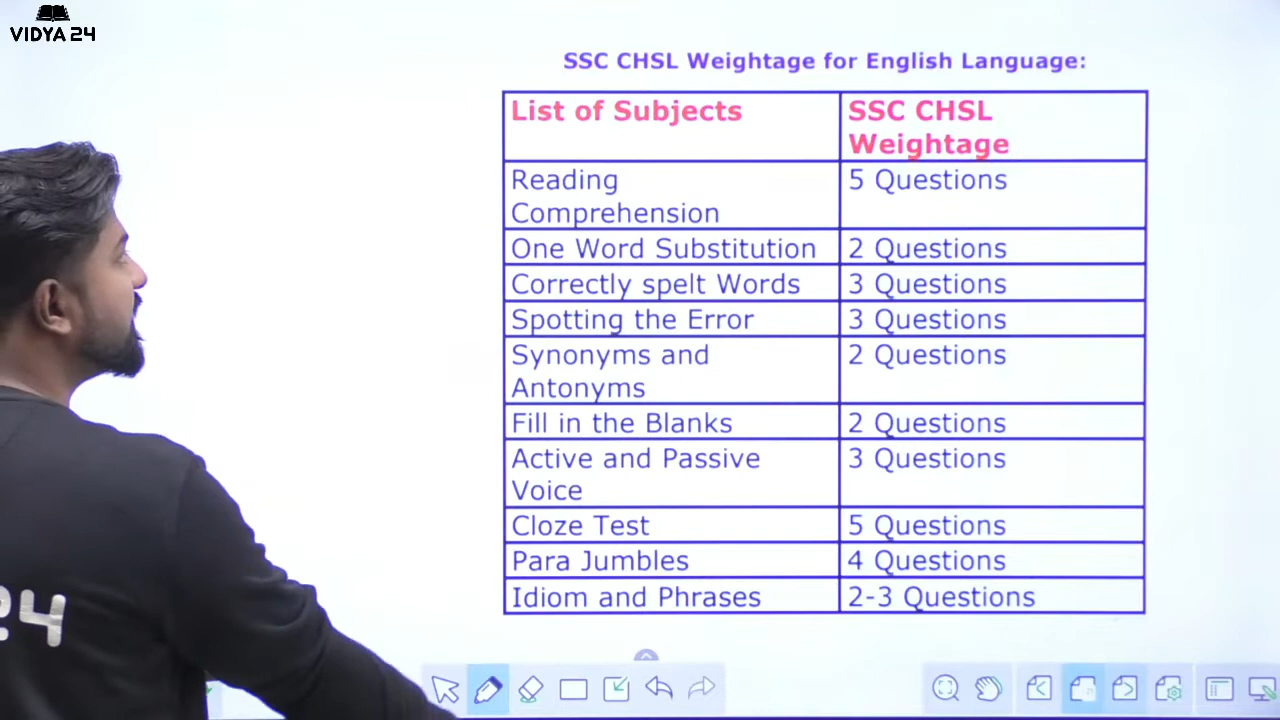 VIDYA 24
SSC CHSL Weightage for English Language:
List of Subjects
SSC CHSL
Weightage
Reading
Comprehension
5 Questions
One Word Substitution
2 Questions
Correctly spelt Words
3 Questions
Spotting the Error
3 Questions
Synonyms and
Antonyms
2 Questions
Fill in the Blanks
2 Questions
Active and Passive
Voice
3 Questions
Cloze Test
5 Questions
Para Jumbles
4 Questions
Idiom and Phrases
2-3 Questions
24